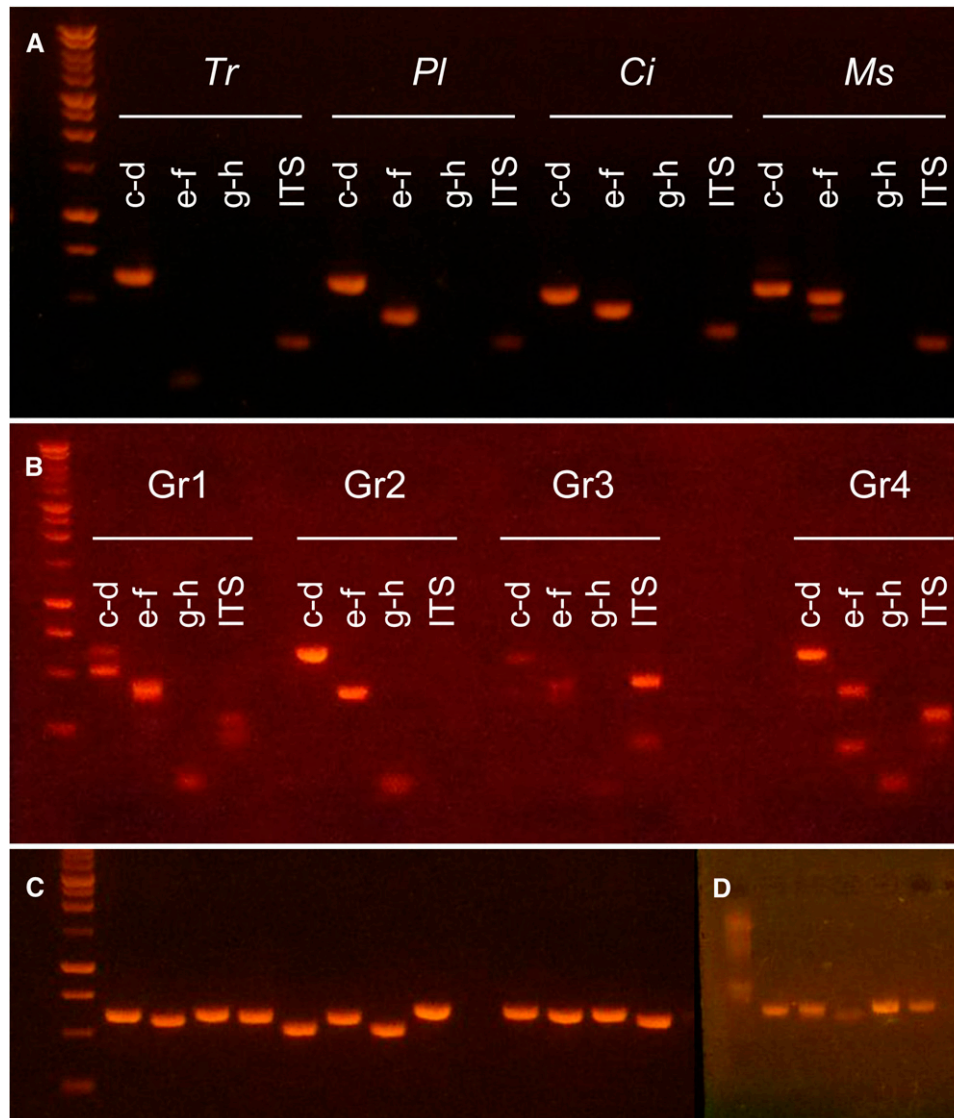 A
Tr Pl Ci Ms
c-d e-f g-h ITS c-d e-f g-h ITS c-d e-f g-h ITS c-d e-f g-h ITS
B
Gr1 Gr2 Gr3 Gr4
c-d e-f g-h ITS c-d e-f g-h ITS c-d e-f g-h ITS c-d e-f g-h ITS
C D